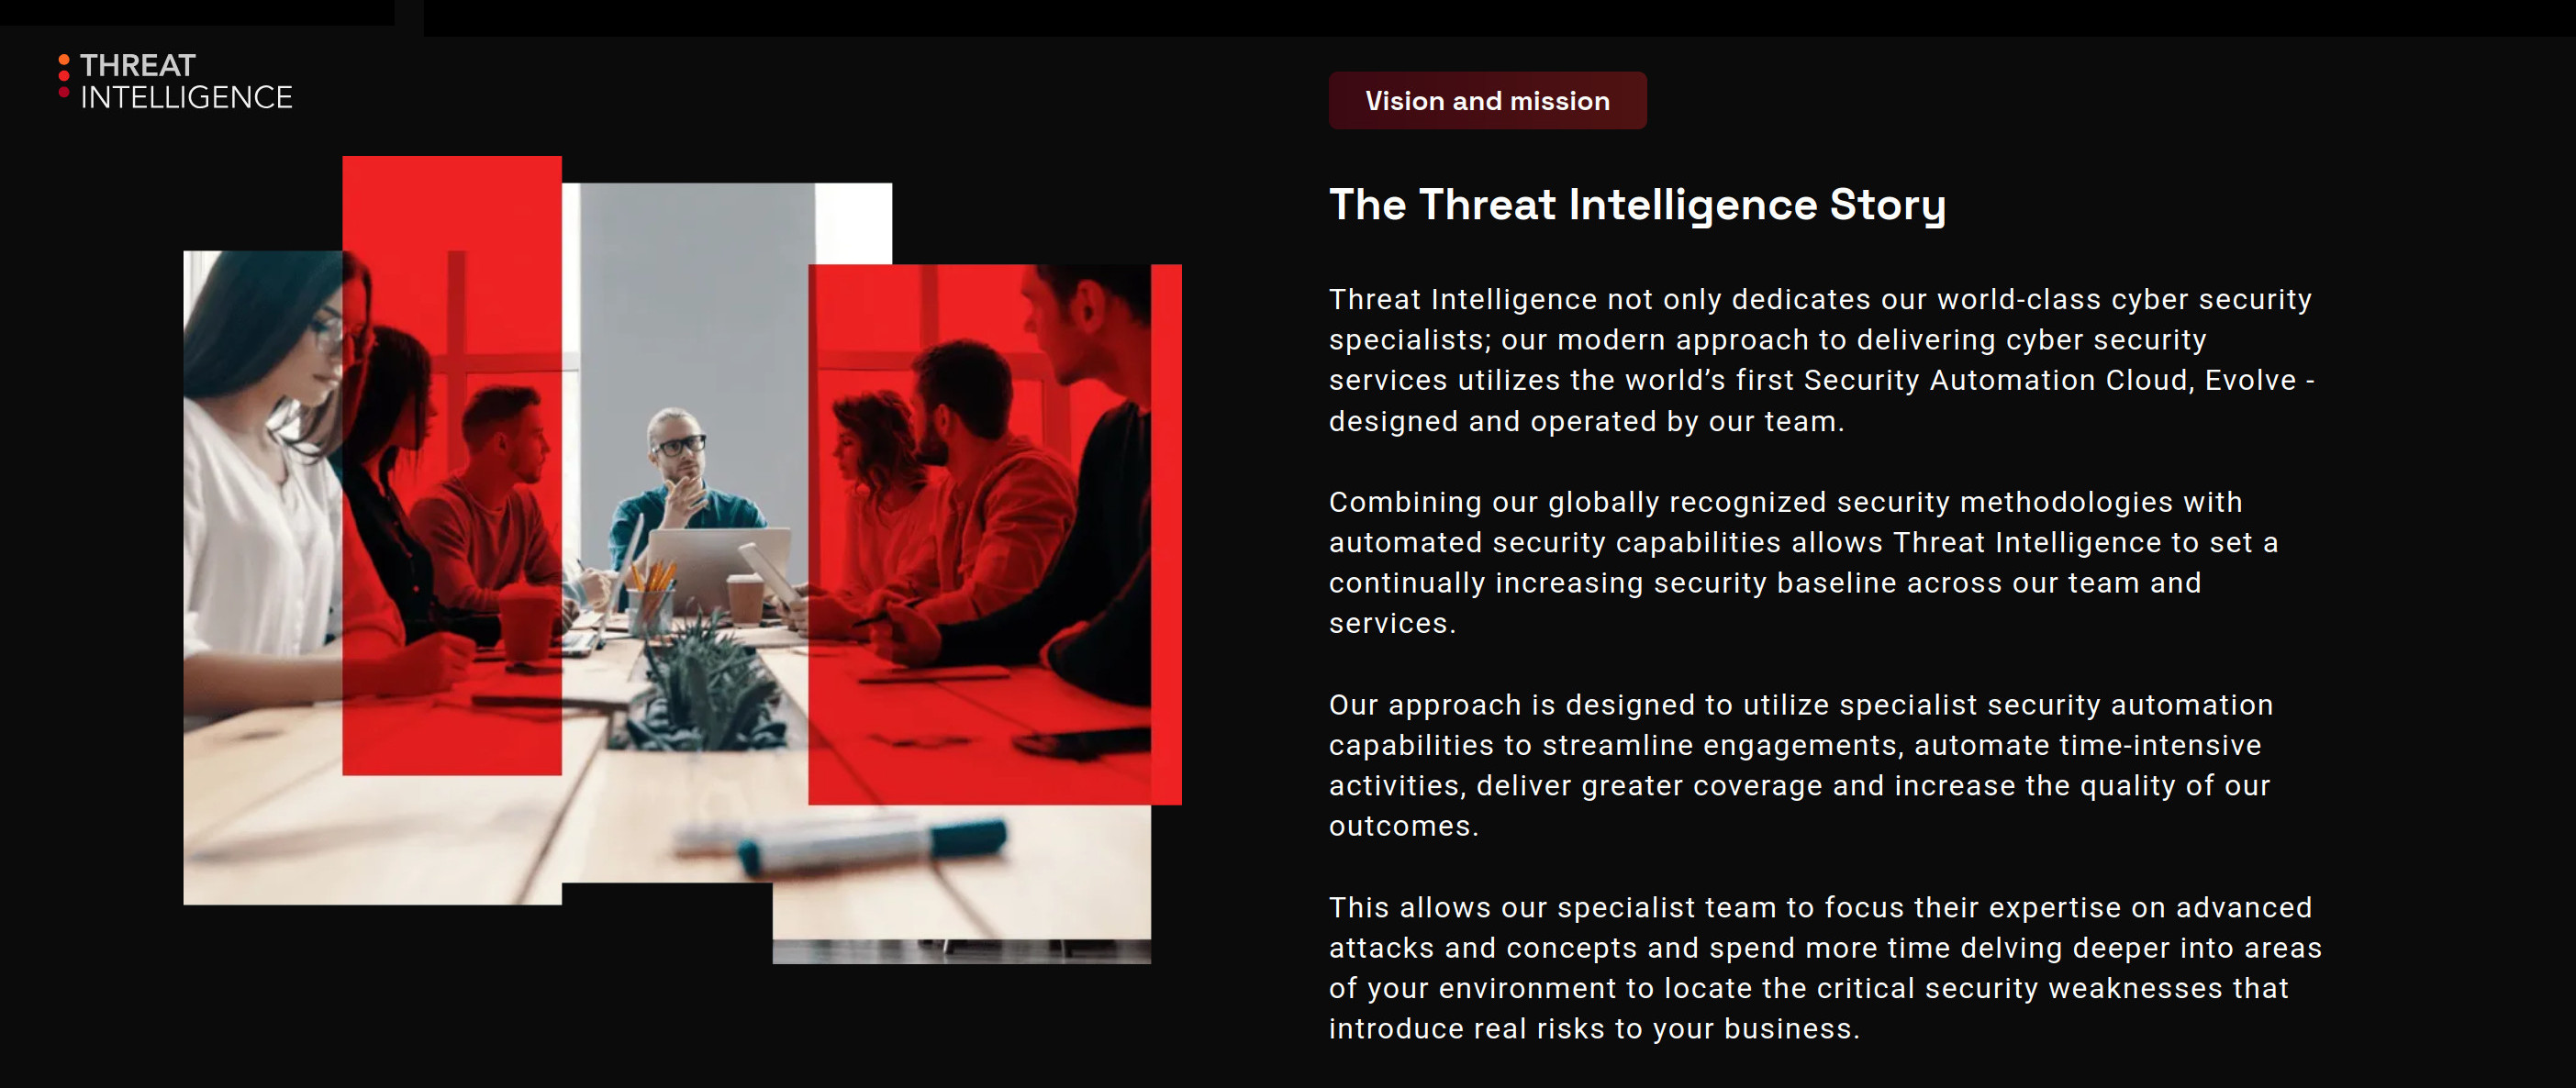 THREAT
INTELLIGENCE
Vision and mission
The Threat Intelligence Story
Threat Intelligence not only dedicates our world-class cyber security
specialists; our modern approach to delivering cyber security
services utilizes the world’s first Security Automation Cloud, Evolve -
designed and operated by our team.
Combining our globally recognized security methodologies with
automated security capabilities allows Threat Intelligence to set a
continually increasing security baseline across our team and
services.
Our approach is designed to utilize specialist security automation
capabilities to streamline engagements, automate time-intensive
activities, deliver greater coverage and increase the quality of our
outcomes.
This allows our specialist team to focus their expertise on advanced
attacks and concepts and spend more time delving deeper into areas
of your environment to locate the critical security weaknesses that
introduce real risks to your business.